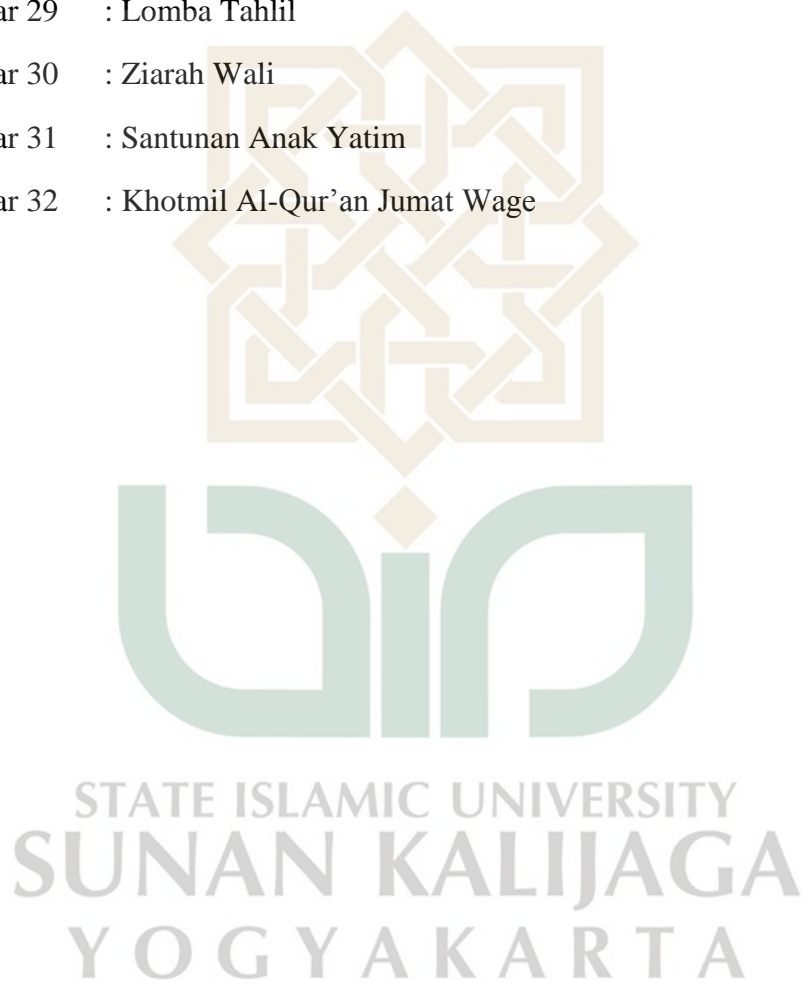 ar 29 : Lomba Tahlil
ar 30 : Ziarah Wali
ar 31 : Santunan Anak Yatim
ar 32 : Khotmil Al-Qur’an Jumat Wage
STATE ISLAMIC UNIVERSITY
SUNAN KALIJAGA
YOGYAKARTA